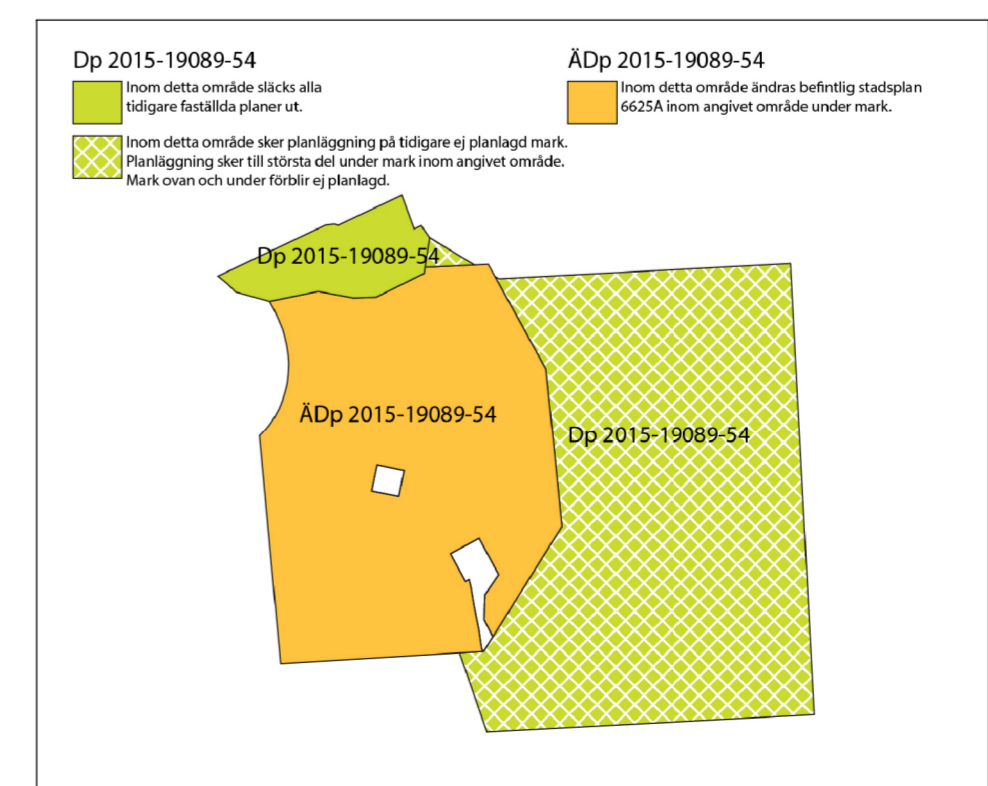 Dp 2015-19089-54
Inom detta område släcks alla
tidigare faställda planer ut.
Inom detta område sker planläggning på tidigare ej planlagd mark.
Planläggning sker till största del under mark inom angivet område.
Mark ovan och under förblir ej planlagd.
ÄDp 2015-19089-54
Inom detta område ändras befintlig stadsplan
6625A inom angivet område under mark.
Dp 2015-19089-54
ÄDp 2015-19089-54
Dp 2015-19089-54